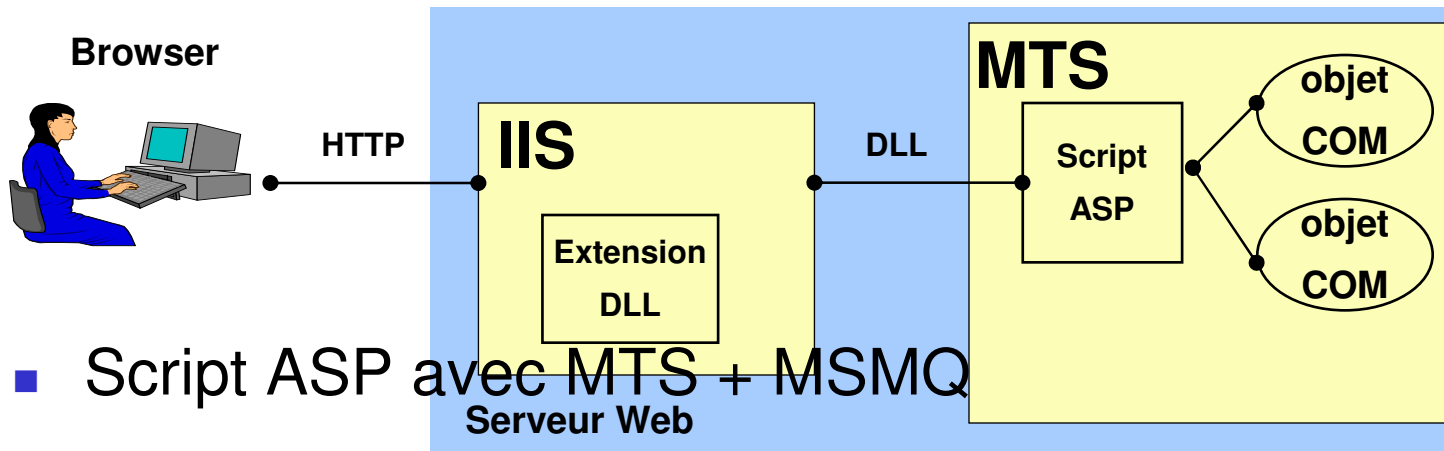 Browser
HTTP
IIS
Extension
DLL
DLL
MTS
Script
ASP
objet
COM
objet
COM
Script ASP avec MTS + MSMQ
Serveur Web